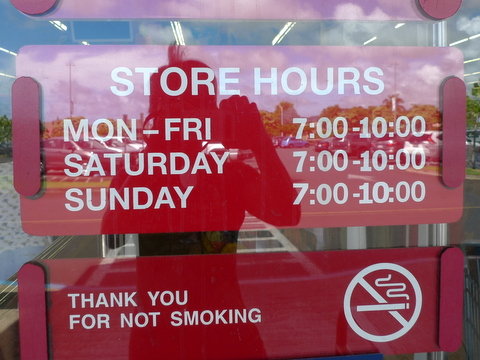 STORE HOURS
MON-FRI 7:00-10:00
SATURDAY 7:00-10:00
SUNDAY 7:00-10:00
THANK YOU
FOR NOT SMOKING